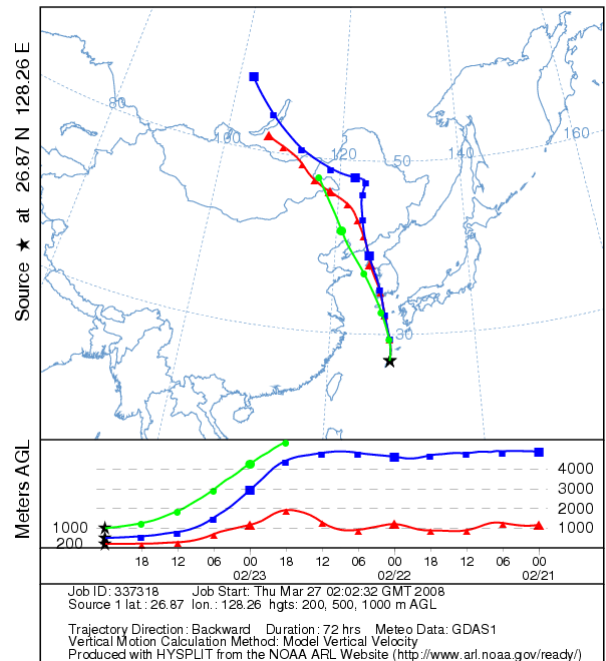 Source ★ at 26.87 N 128.26 E
80
100
120
50
140
160
30
Meters AGL
1000
200
4000
3000
2000
1000
18 12 06 00 18 12 06 00 18 12 06 00
02/23 02/22 02/21
Job ID: 337318 Job Start: Thu Mar 27 02:02:32 GMT 2008
Source 1 lat.: 26.87 lon.: 128.26 hgts: 200, 500, 1000 m AGL
Trajectory Direction: Backward Duration: 72 hrs Meteo Data: GDAS1
Vertical Motion Calculation Method: Model Vertical Velocity
Produced with HYSPLIT from the NOAA ARL Website (http://www.arl.noaa.gov/ready/)